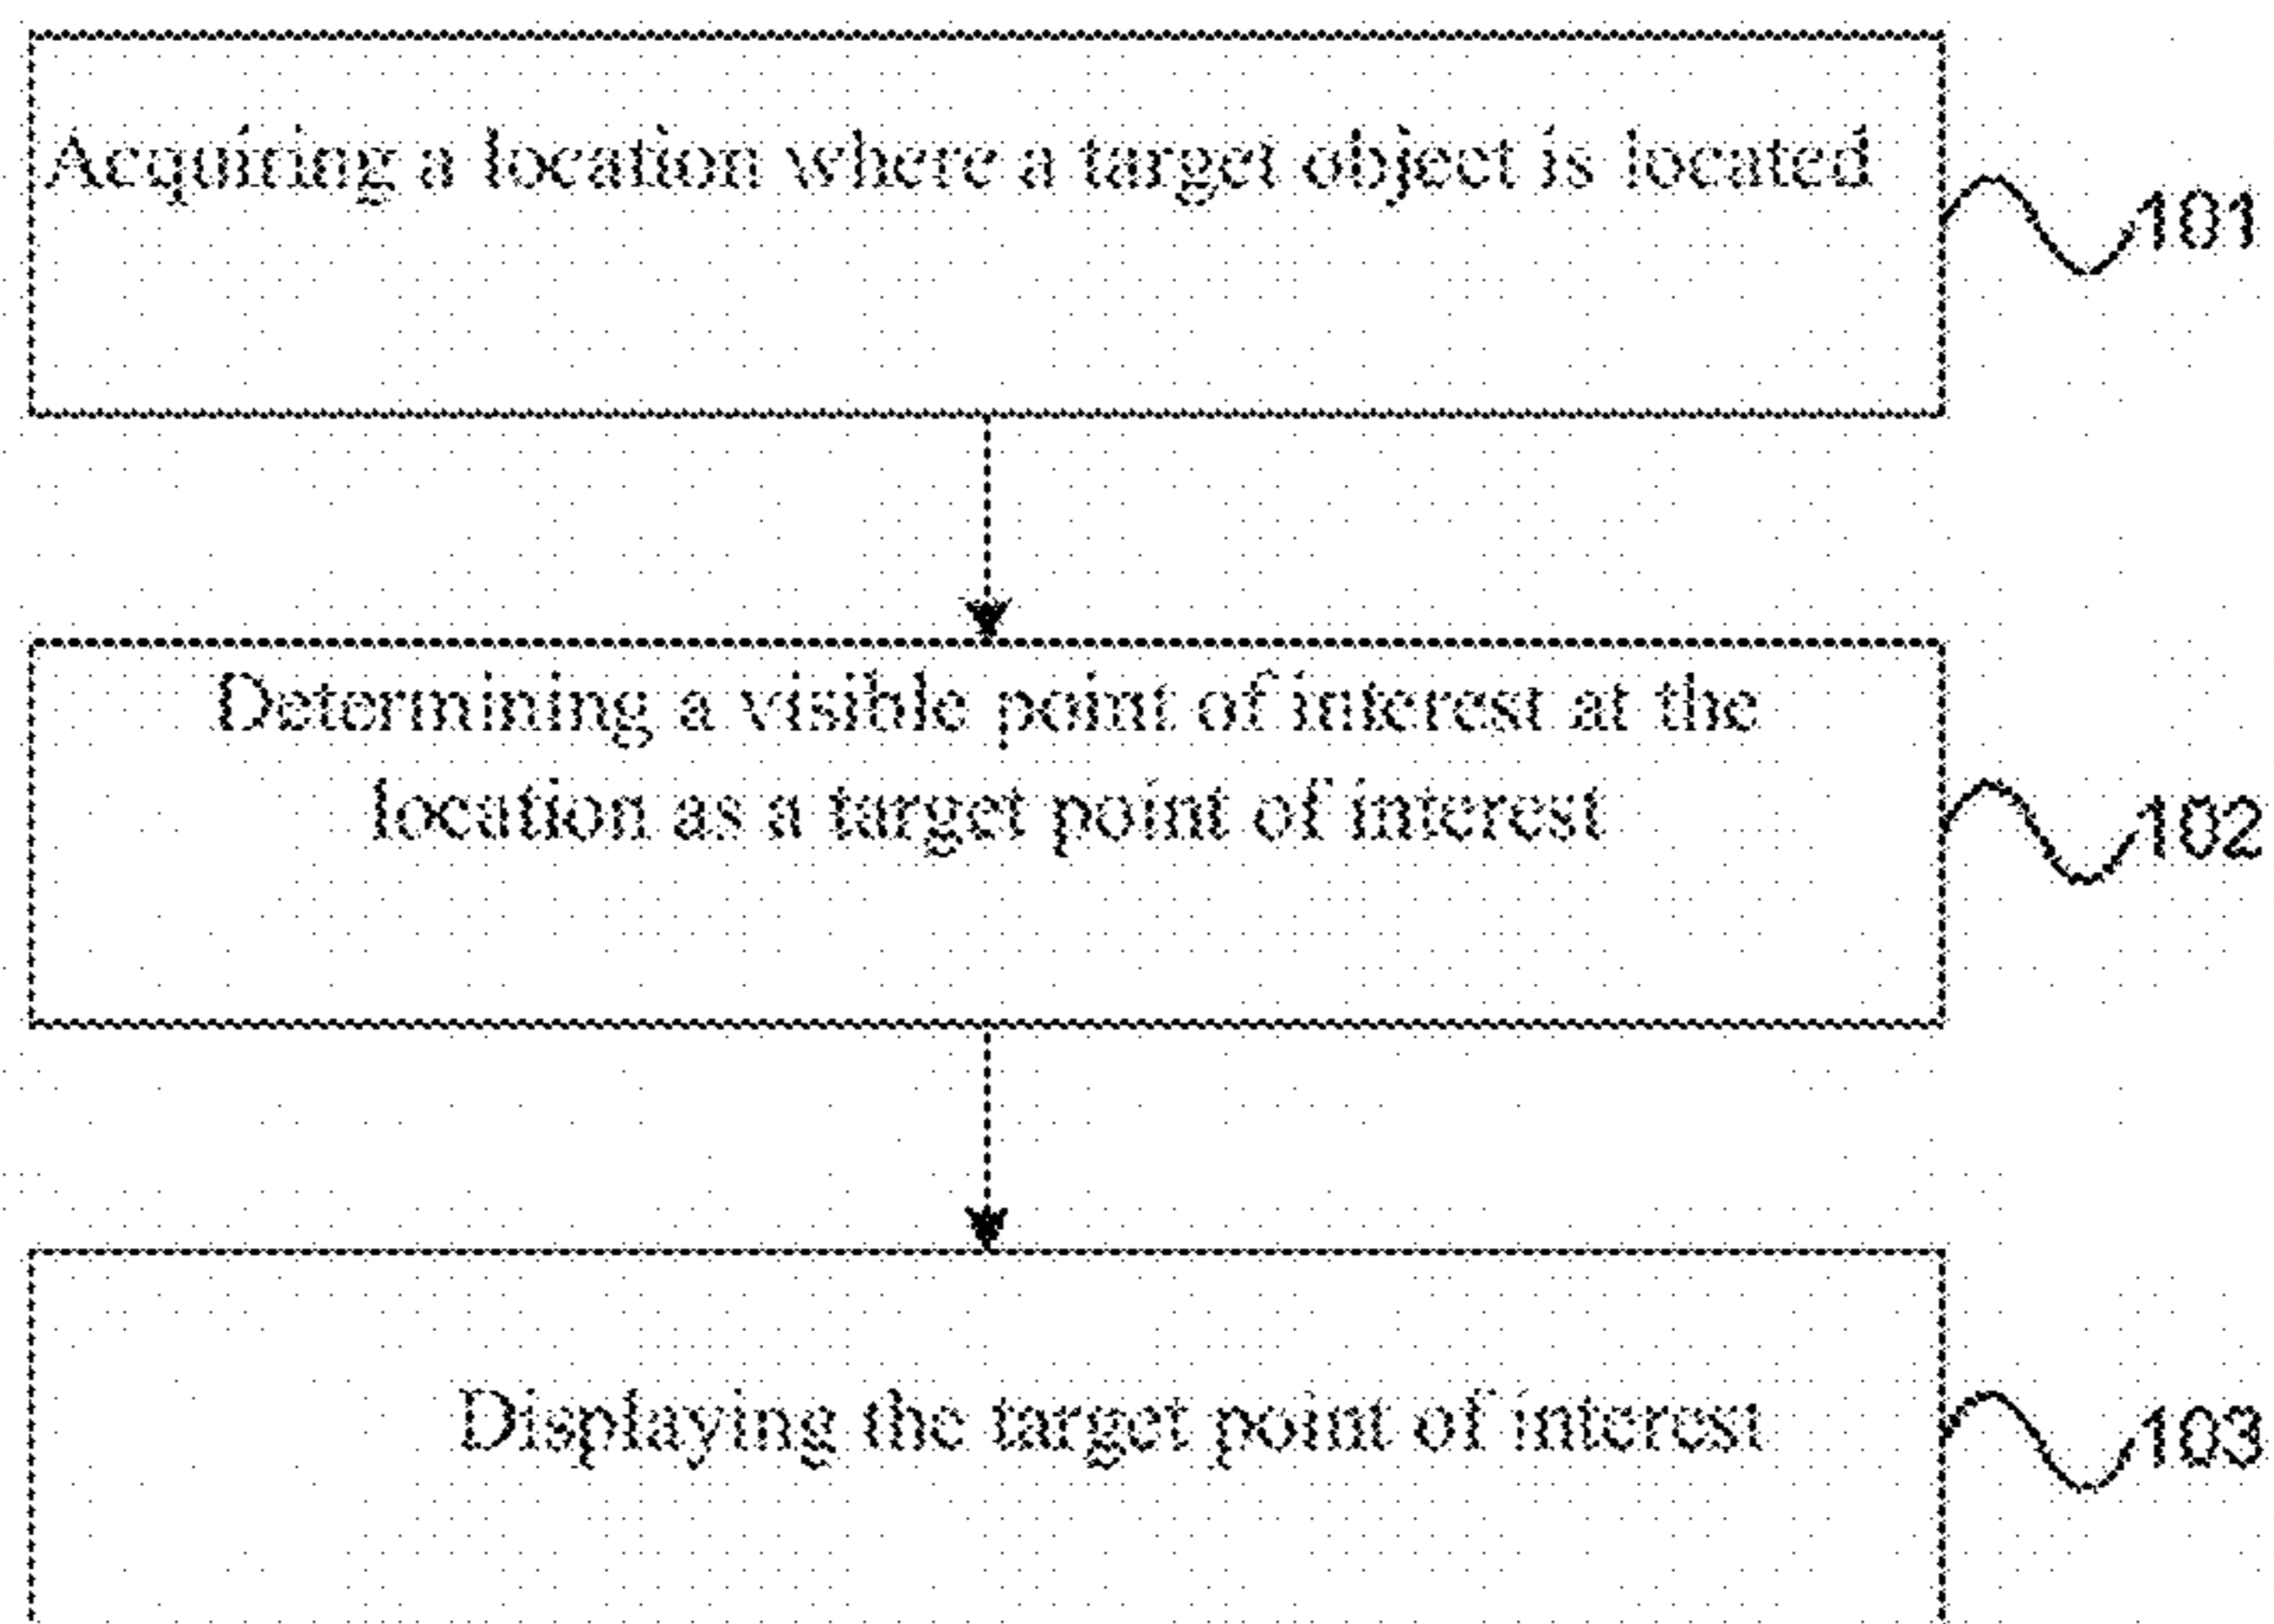 Acquiring a location where a target object is located
101
Determining a visible point of interest at the
location as a target point of interest
102
Displaying the target point of interest
103